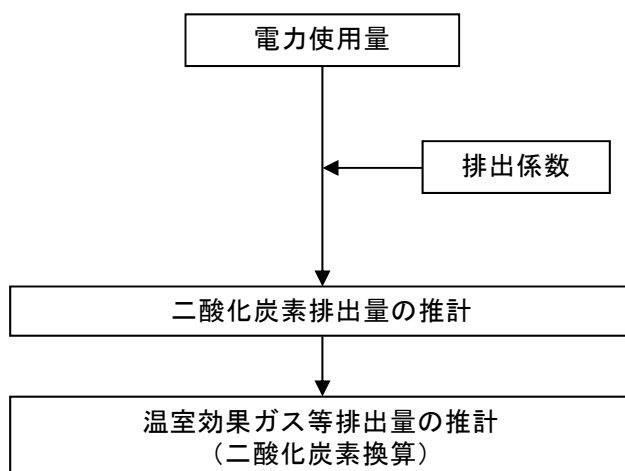 電力使用量
排出係数
二酸化炭素排出量の推計
温室効果ガス等排出量の推計
（二酸化炭素換算）